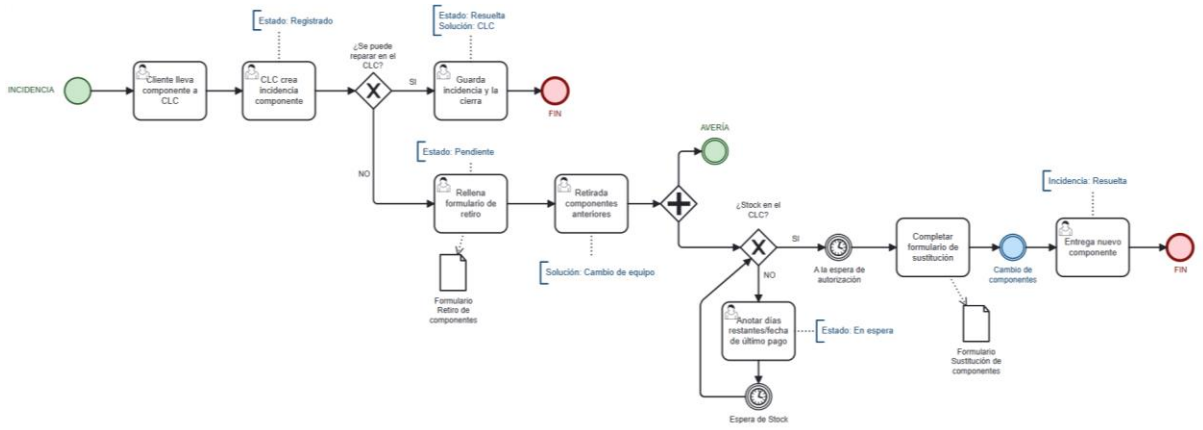 Estado: Registrado
Estado: Resuelta
Solución: CLC
¿Se puede
reparar en el
CLC?
INCIDENCIA
Cliente lleva
componente a
CLC
CLC crea
incidencia
componente
X
SI
Guarda
incidencia y la
cierra
FIN
NO
Estado: Pendiente
Rellena
formulario de
retiro
Retirada
componentes
anteriores
Formulario
Retiro de
componentes
Solución: Cambio de equipo
AVERÍA
¿Stock en el
CLC?
X
SI
NO
A la espera de
autorización
Completar
formulario de
sustitución
Cambio de
componentes
Incidencia: Resuelta
Entrega nuevo
componente
FIN
Anotar días
restantes/fecha
de último pago
Estado: En espera
Espera de Stock
Formulario
Sustitución de
componentes